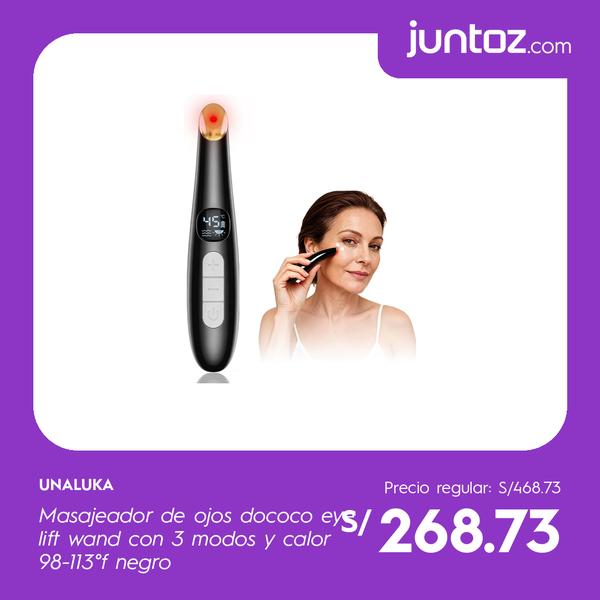 juntoz.com
45
UNALUKA
Masajeador de ojos dococo eye
lift wand con 3 modos y calor
98-113°f negro
Precio regular: S/468.73
S/ 268.73